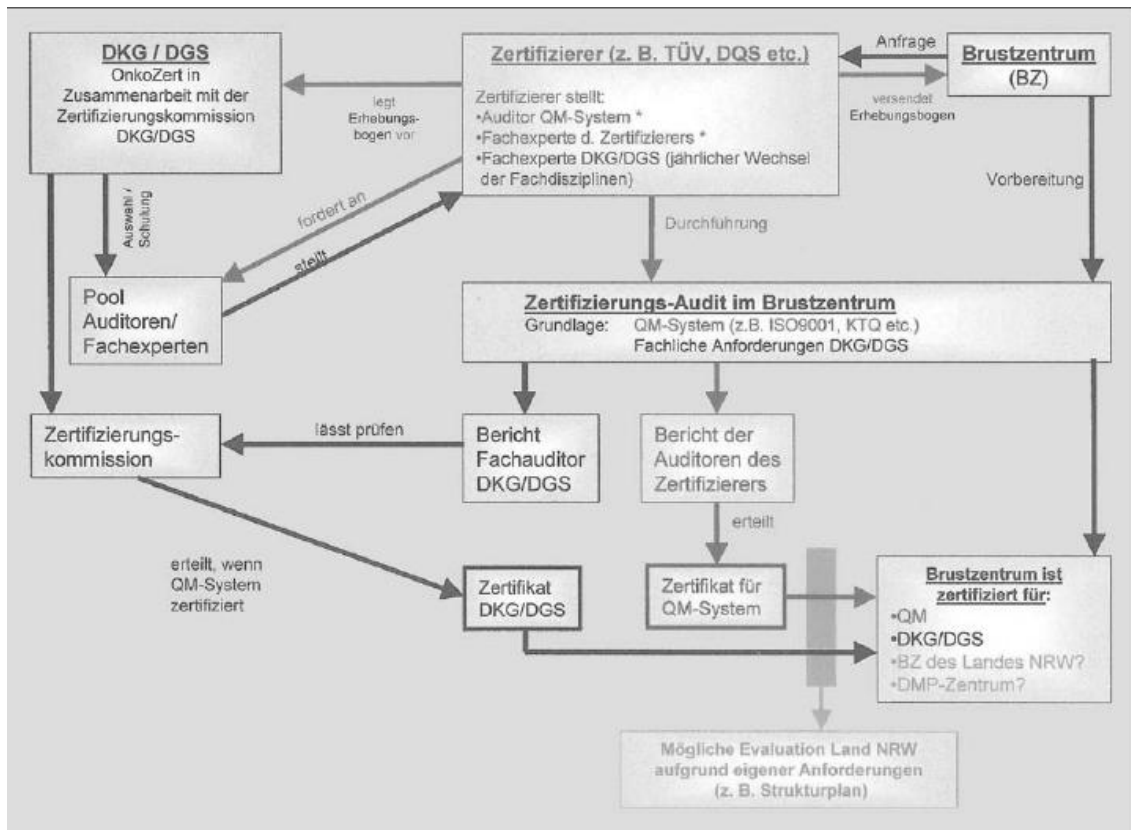 DKG / DGS
OnkoZert in
Zusammenarbeit mit der
Zertifizierungskommission
DKG/DGS
legt
Erhebungs-
bogen vor
Zertifizierer (z. B. TÜV, DQS etc.)
Zertifizierer stellt:
•Auditor QM-System *
•Fachexperte d. Zertifizierers *
•Fachexperte DKG/DGS (jährlicher Wechsel
der Fachdisziplinen)
Anfrage
versendet
Erhebungsbogen
Brustzentrum
(BZ)
Vorbereitung
Auswahl/
Schulung
fordert an
stellt
Durchführung
Pool
Auditoren/
Fachexperten
Zertifizierungs-Audit im Brustzentrum
Grundlage: QM-System (z.B. ISO9001, KTQ etc.)
Fachliche Anforderungen DKG/DGS
Zertifizierungs-
kommission
lässt prüfen
Bericht
Fachauditor
DKG/DGS
Bericht der
Auditoren des
Zertifizierers
erteilt
erteilt, wenn
QM-System
zertifiziert
Zertifikat
DKG/DGS
Zertifikat für
QM-System
Brustzentrum ist
zertifiziert für:
•QM
•DKG/DGS
•BZ des Landes NRW?
•DMP-Zentrum?
Mögliche Evaluation Land NRW
aufgrund eigener Anforderungen
(z. B. Strukturplan)